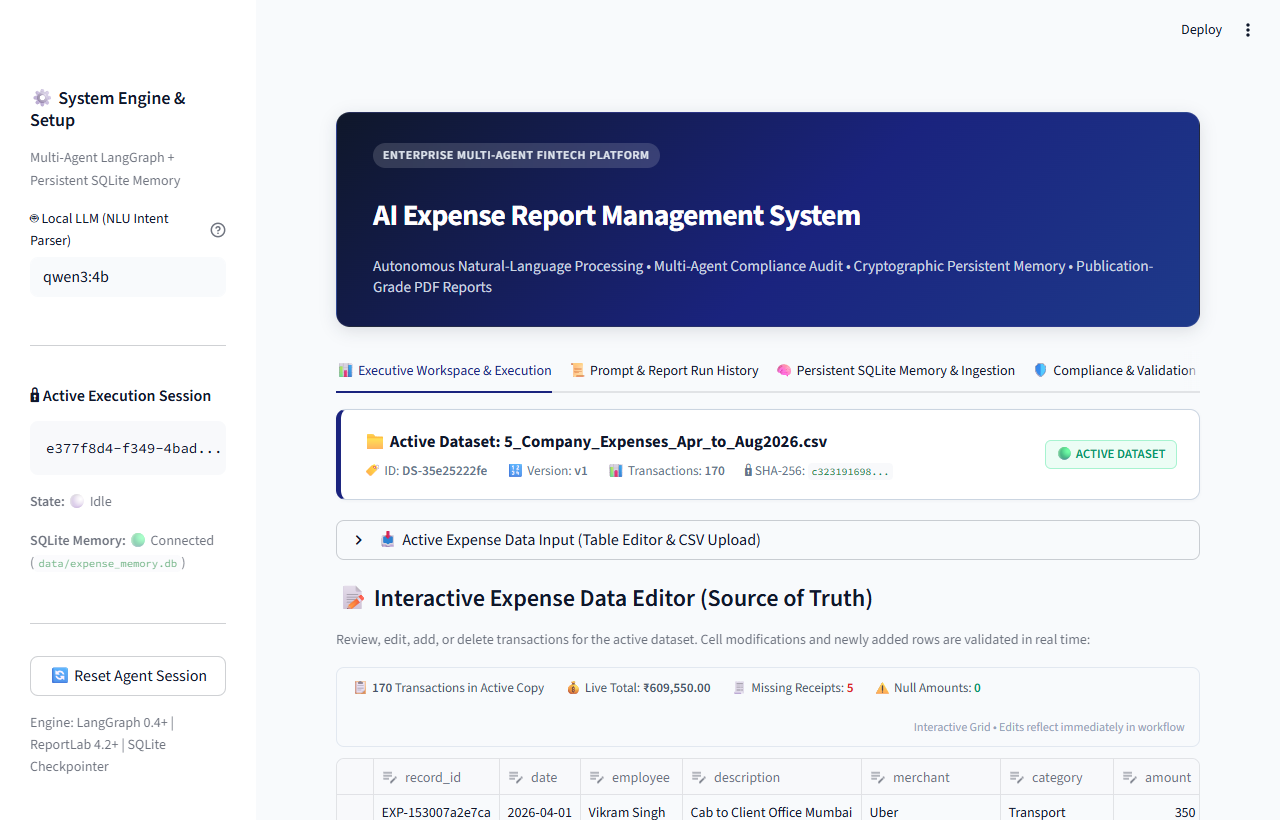 Deploy
System Engine &
Setup
Multi-Agent LangGraph +
Persistent SQLite Memory
Local LLM (NLU Intent
Parser)
qwen3:4b
Active Execution Session
e377f8d4-f349-4bad...
State: Idle
SQLite Memory: Connected
( data/expense_memory.db )
Reset Agent Session
Engine: LangGraph 0.4+ |
ReportLab 4.2+ | SQLite
Checkpointer
ENTERPRISE MULTI-AGENT FINTECH PLATFORM
AI Expense Report Management System
Autonomous Natural-Language Processing • Multi-Agent Compliance Audit • Cryptographic Persistent Memory • Publication-
Grade PDF Reports
Executive Workspace & Execution Prompt & Report Run History Persistent SQLite Memory & Ingestion Compliance & Validation
Active Dataset: 5_Company_Expenses_Apr_to_Aug2026.csv
ID: DS-35e25222fe Version: v1 Transactions: 170 SHA-256: c323191698...
ACTIVE DATASET
Active Expense Data Input (Table Editor & CSV Upload)
Interactive Expense Data Editor (Source of Truth)
Review, edit, add, or delete transactions for the active dataset. Cell modifications and newly added rows are validated in real time:
170 Transactions in Active Copy Live Total: ₹609,550.00 Missing Receipts: 5 Null Amounts: 0
Interactive Grid • Edits reflect immediately in workflow
record_id date employee description merchant category amount
EXP-153007a2e7ca 2026-04-01 Vikram Singh Cab to Client Office Mumbai Uber Transport 350